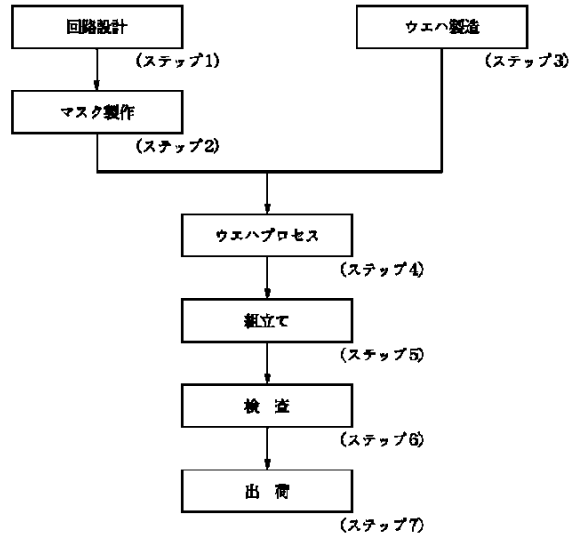 回路設計
(ステップ1)
ウエハ製造
(ステップ3)
マスク製作
(ステップ2)
ウエハプロセス
(ステップ4)
組立て
(ステップ5)
検 査
(ステップ6)
出 荷
(ステップ7)